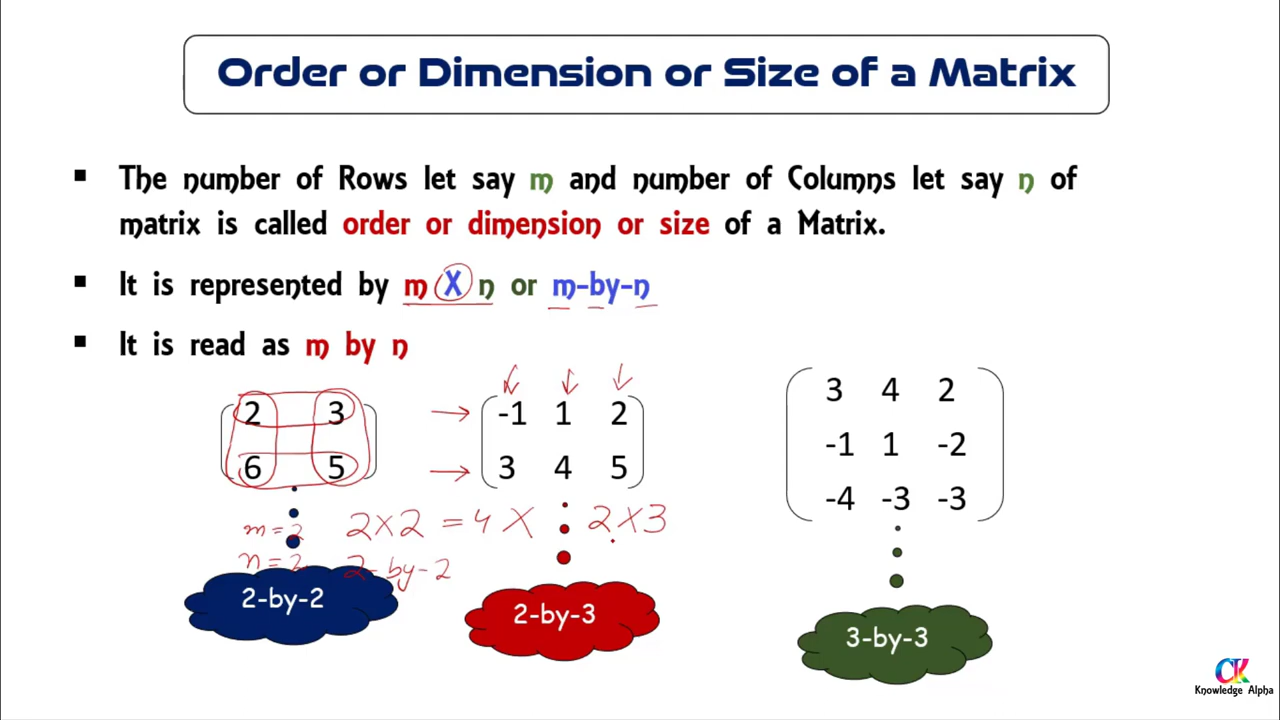 Order or Dimension or Size of a Matrix
▪ The number of Rows let say m and number of Columns let say n of
matrix is called order or dimension or size of a Matrix.
▪ It is represented by m X n or m-by-n
▪ It is read as m by n
2 3
6 5
m = 2
n = 2
2 X 2 = 4 X
2-by-2
2-by-2
-1 1 2
3 4 5
2 X 3
2-by-3
3 4 2
-1 1 -2
-4 -3 -3
3-by-3
CK
Knowledge Alpha